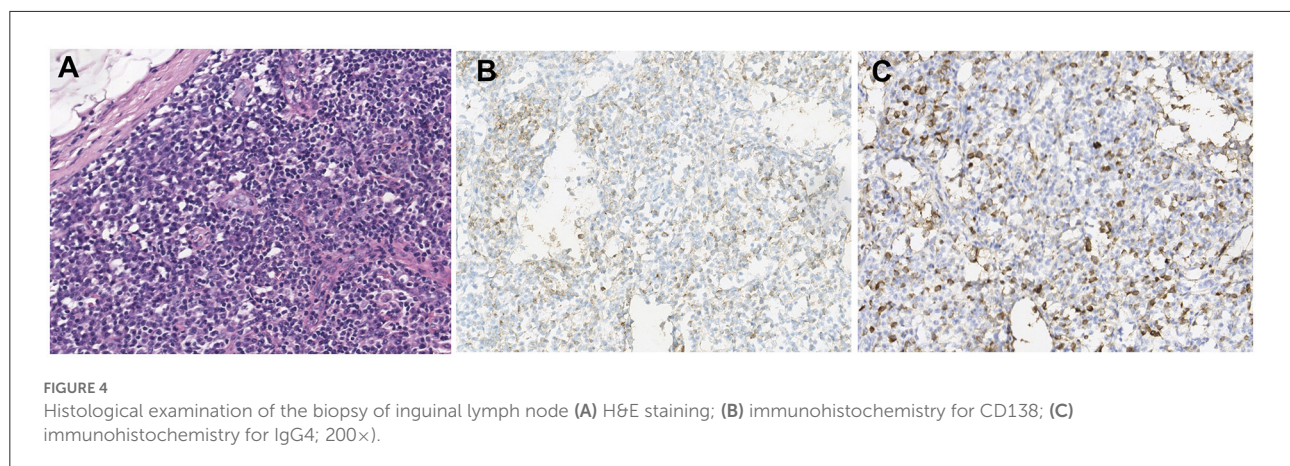 A
B
C
FIGURE 4
Histological examination of the biopsy of inguinal lymph node (A) H&E staining; (B) immunohistochemistry for CD138; (C)
immunohistochemistry for IgG4; 200×).